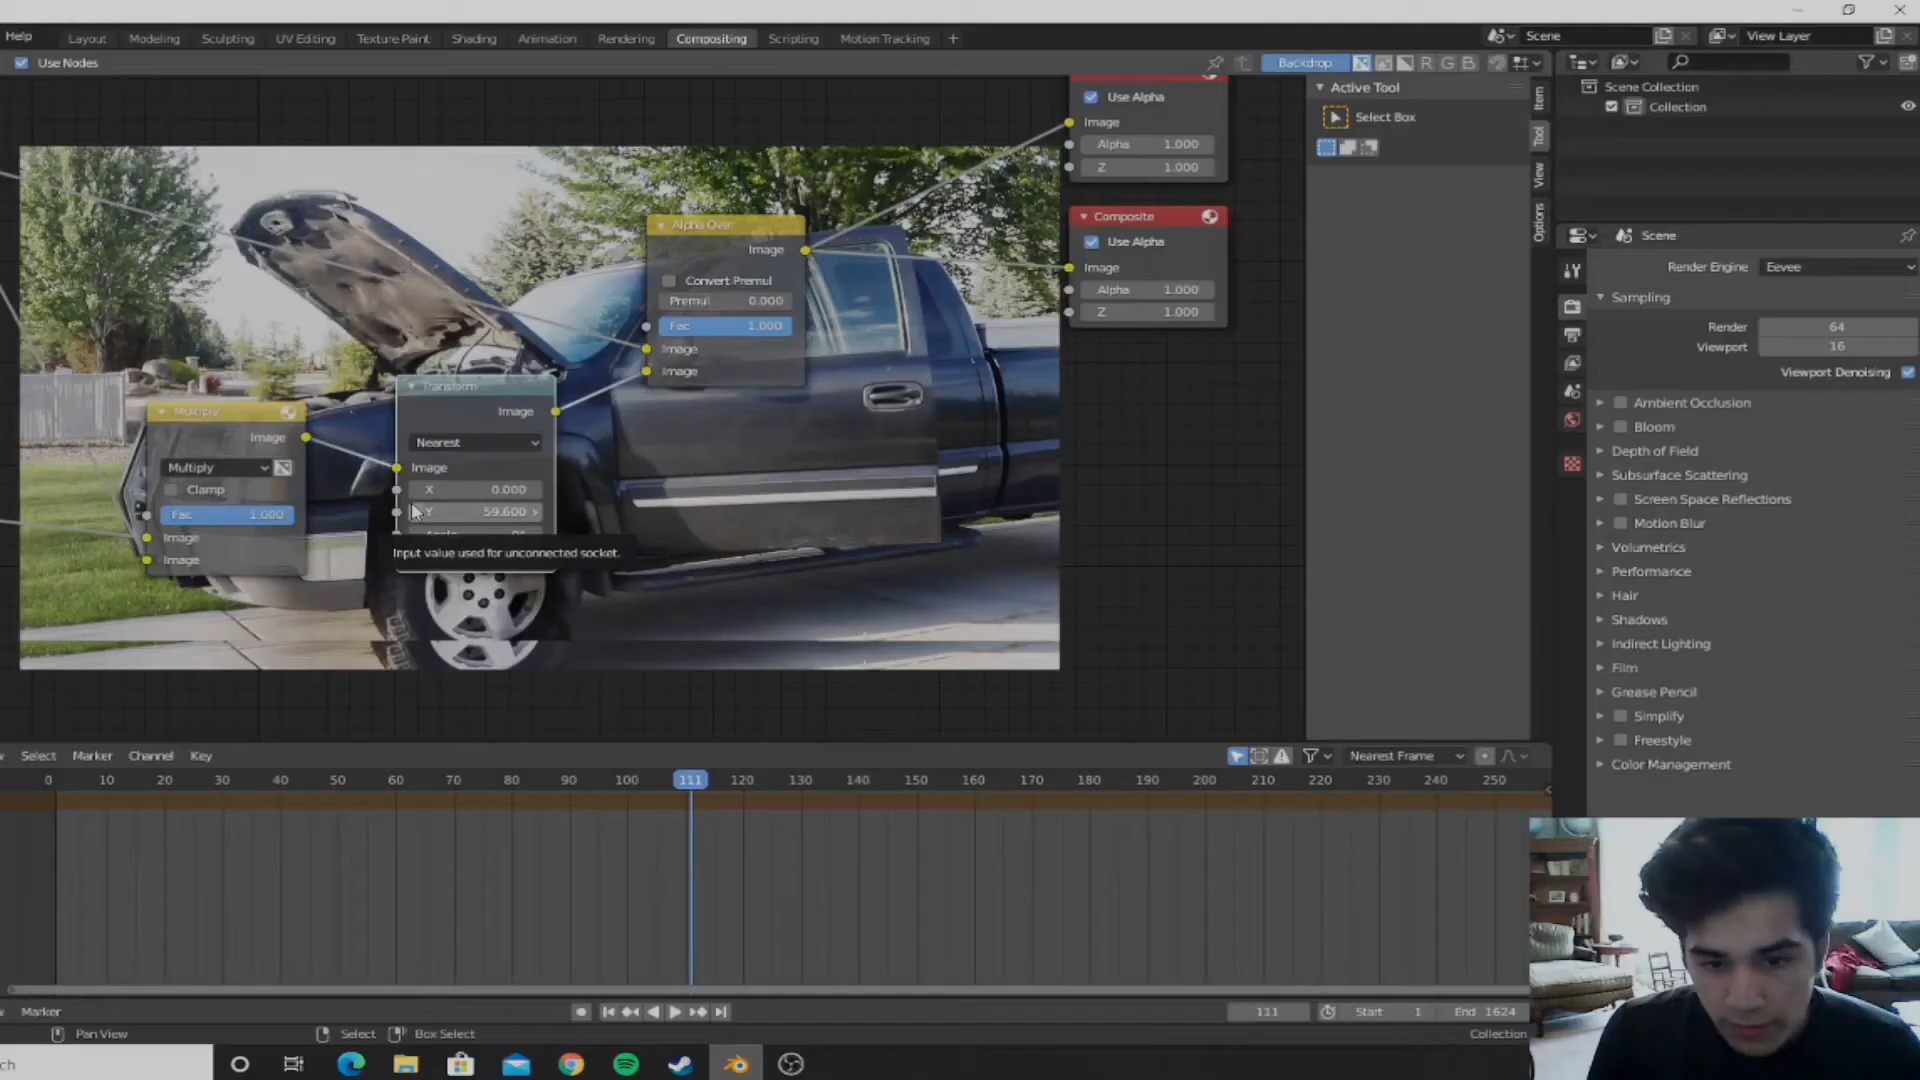 Help Layout Modeling Sculpting UV Editing Texture Paint Shading Animation Rendering Compositing Scripting Motion Tracking + Scene View Layer
Use Nodes Backdrop R G B
Use Alpha
Image
Alpha 1.000
Z 1.000
Composite
Use Alpha
Image
Alpha 1.000
Z 1.000
Alpha Over
Image
Convert Premul
Premul 0.000
Fac 1.000
Image
Image
Transform
Image
Nearest
Image
X 0.000
Y 59.600
Input value used for unconnected socket.
Multiply
Image
Multiply
Clamp
Fac 1.000
Image
Image
Active Tool
Select Box
Item
Tool
View
Options
Scene Collection
Collection
Scene
Render Engine Eevee
Sampling
Render 64
Viewport 16
Viewport Denoising
Ambient Occlusion
Bloom
Depth of Field
Subsurface Scattering
Screen Space Reflections
Motion Blur
Volumetrics
Performance
Hair
Shadows
Indirect Lighting
Film
Grease Pencil
Simplify
Freestyle
Color Management
Select Marker Channel Key Nearest Frame
0 10 20 30 40 50 60 70 80 90 100 111 120 130 140 150 160 170 180 190 200 210 220 230 240 250
Marker 111 Start 1 End 1624
Pan View Select Box Select Collection